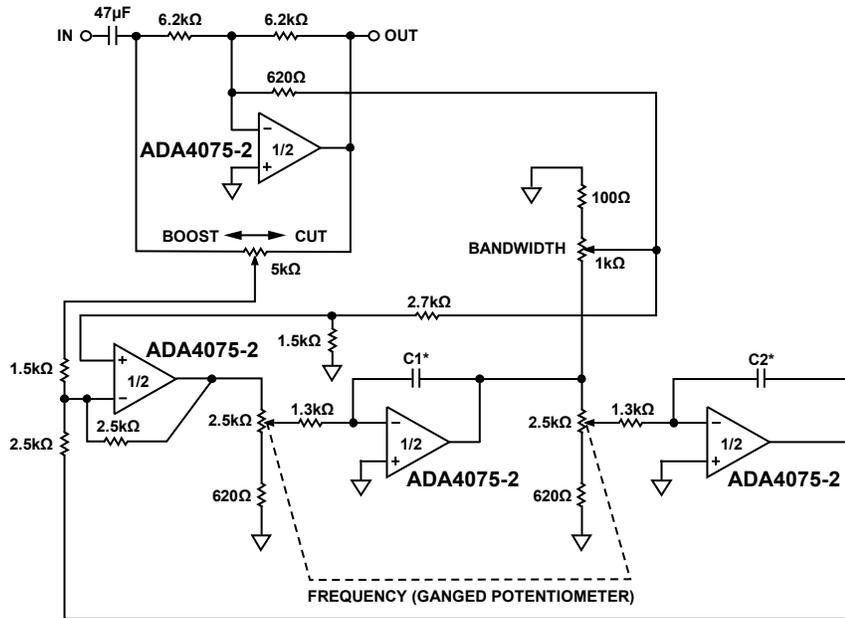 47µF
6.2kΩ
6.2kΩ
IN
OUT
620Ω
−
ADA4075-2
1/2
+
100Ω
BOOST
CUT
BANDWIDTH
1kΩ
5kΩ
2.7kΩ
ADA4075-2
1.5kΩ
C1*
C2*
+
1.5kΩ
1/2
−
2.5kΩ
2.5kΩ
2.5kΩ
1.3kΩ
−
1/2
+
ADA4075-2
2.5kΩ
1.3kΩ
−
1/2
+
ADA4075-2
620Ω
620Ω
FREQUENCY (GANGED POTENTIOMETER)